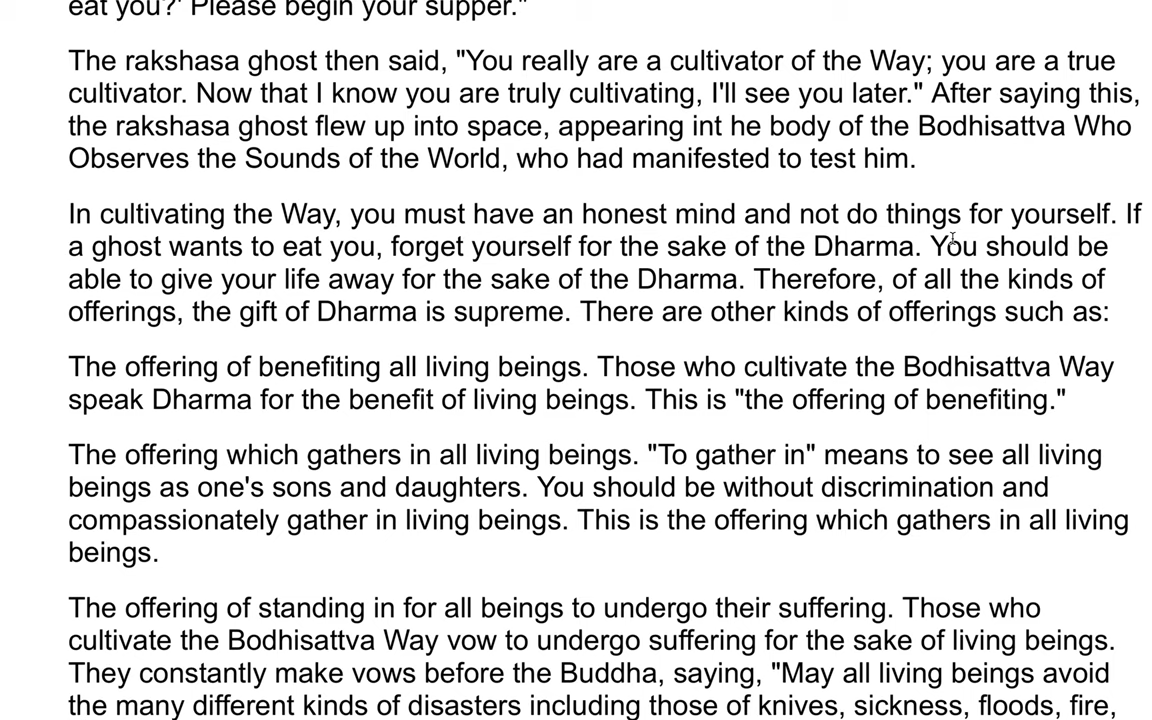 eat you?' Please begin your supper."
The rakshasa ghost then said, "You really are a cultivator of the Way; you are a true
cultivator. Now that I know you are truly cultivating, I'll see you later." After saying this,
the rakshasa ghost flew up into space, appearing int he body of the Bodhisattva Who
Observes the Sounds of the World, who had manifested to test him.
In cultivating the Way, you must have an honest mind and not do things for yourself. If
a ghost wants to eat you, forget yourself for the sake of the Dharma. You should be
able to give your life away for the sake of the Dharma. Therefore, of all the kinds of
offerings, the gift of Dharma is supreme. There are other kinds of offerings such as:
The offering of benefiting all living beings. Those who cultivate the Bodhisattva Way
speak Dharma for the benefit of living beings. This is "the offering of benefiting."
The offering which gathers in all living beings. "To gather in" means to see all living
beings as one's sons and daughters. You should be without discrimination and
compassionately gather in living beings. This is the offering which gathers in all living
beings.
The offering of standing in for all beings to undergo their suffering. Those who
cultivate the Bodhisattva Way vow to undergo suffering for the sake of living beings.
They constantly make vows before the Buddha, saying, "May all living beings avoid
the many different kinds of disasters including those of knives, sickness, floods, fire,